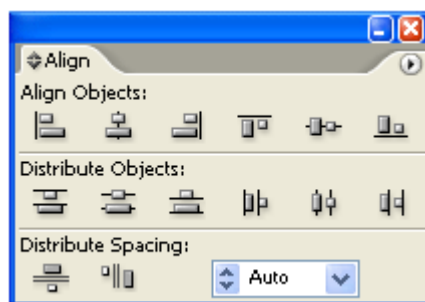 Align
Align Objects:
Distribute Objects:
Distribute Spacing:
Auto